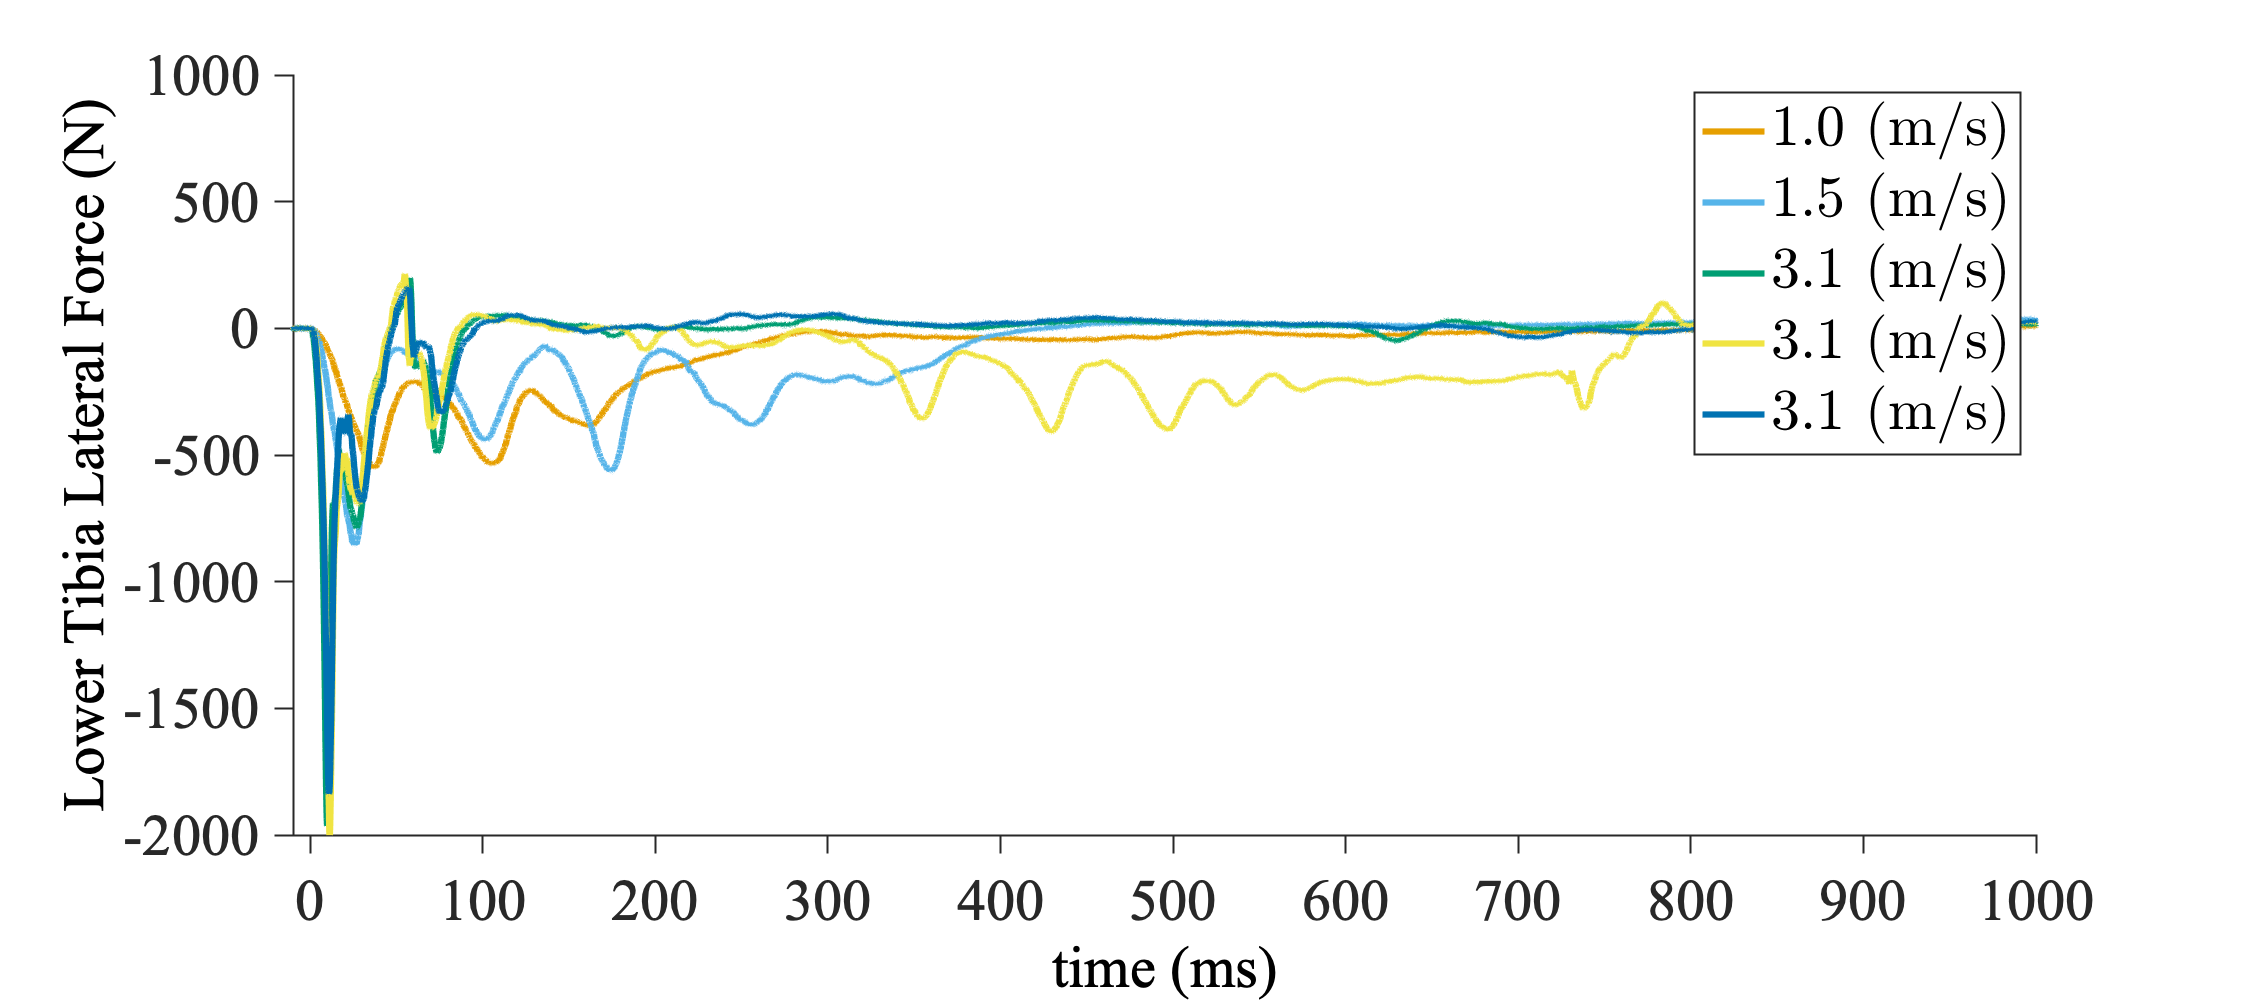 Lower Tibia Lateral Force (N)
1000
500
0
-500
-1000
-1500
-2000
1.0 (m/s)
1.5 (m/s)
3.1 (m/s)
3.1 (m/s)
3.1 (m/s)
0 100 200 300 400 500 600 700 800 900 1000
time (ms)